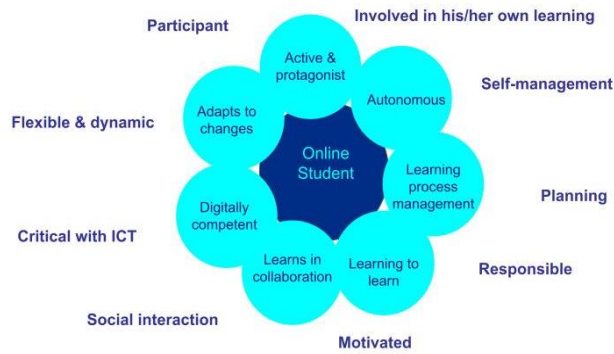 Involved in his/her own learning
Participant
Active &
protagonist
Self-management
Autonomous
Adapts to
changes
Flexible & dynamic
Online
Student
Learning
process
management
Planning
Digitally
competent
Critical with ICT
Learns in
collaboration
Learning to
learn
Responsible
Social interaction
Motivated